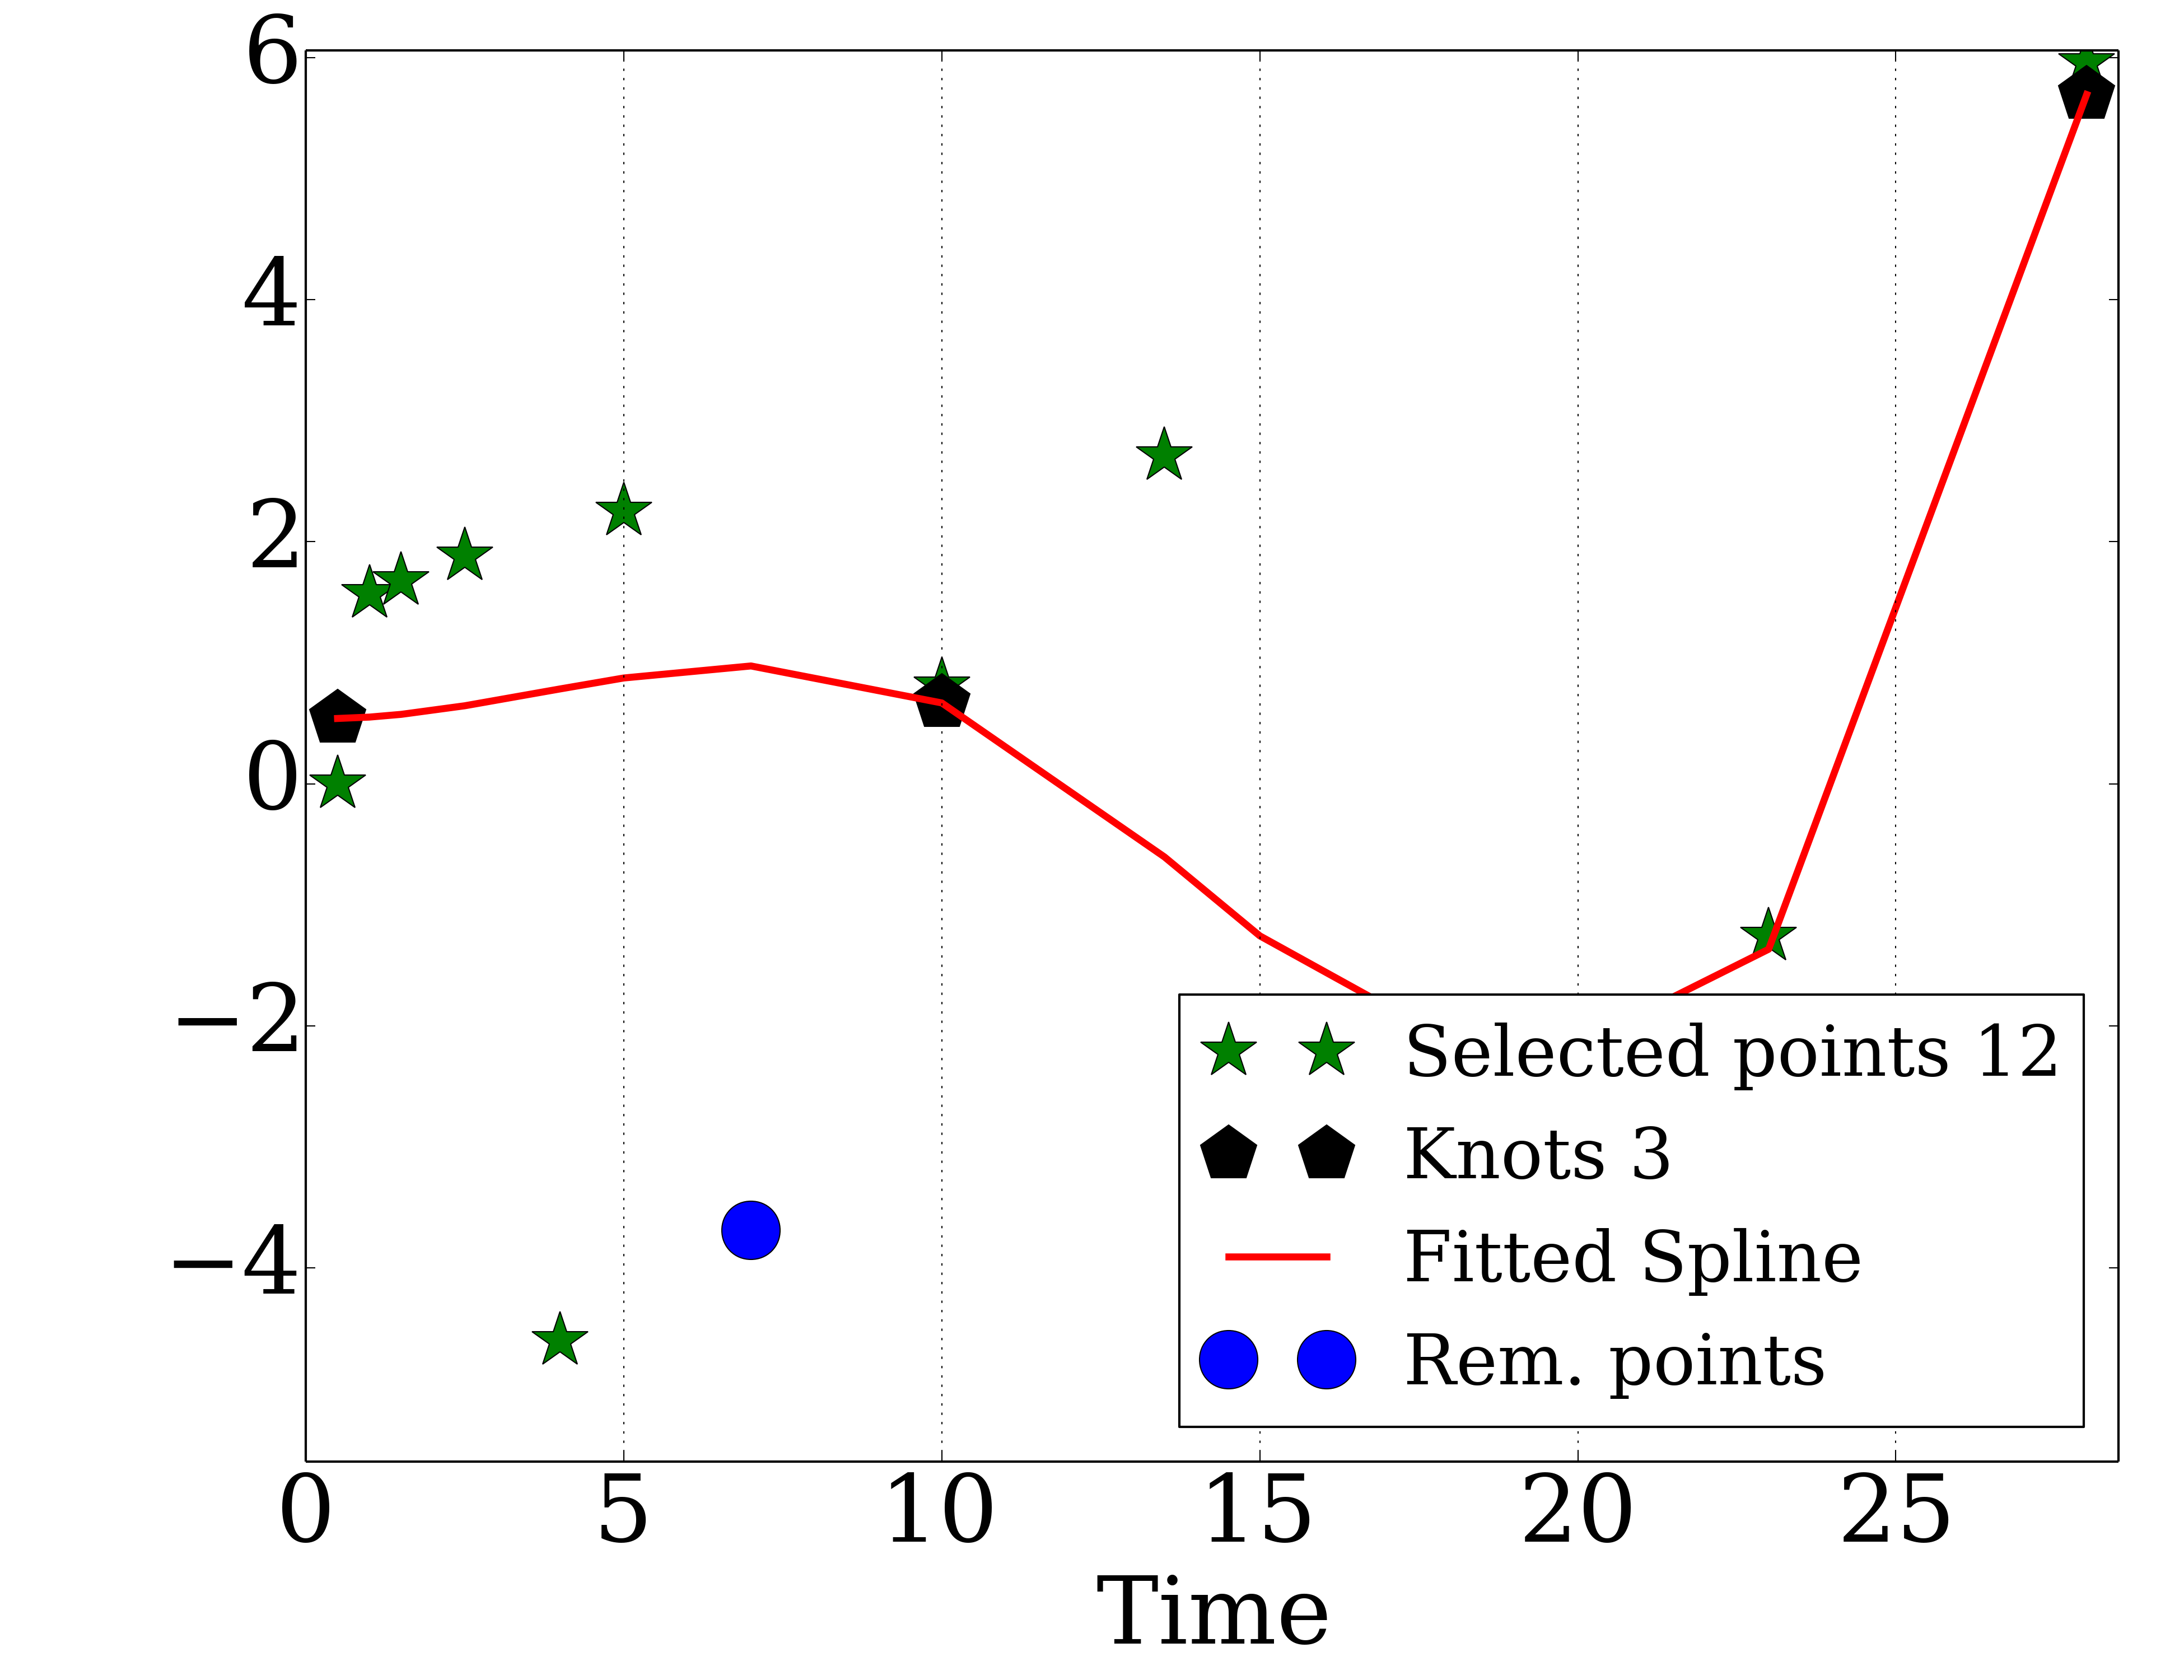 6
4
2
0
−2
−4
0 5 10 15 20 25
Time
Selected points 12
Knots 3
Fitted Spline
Rem. points